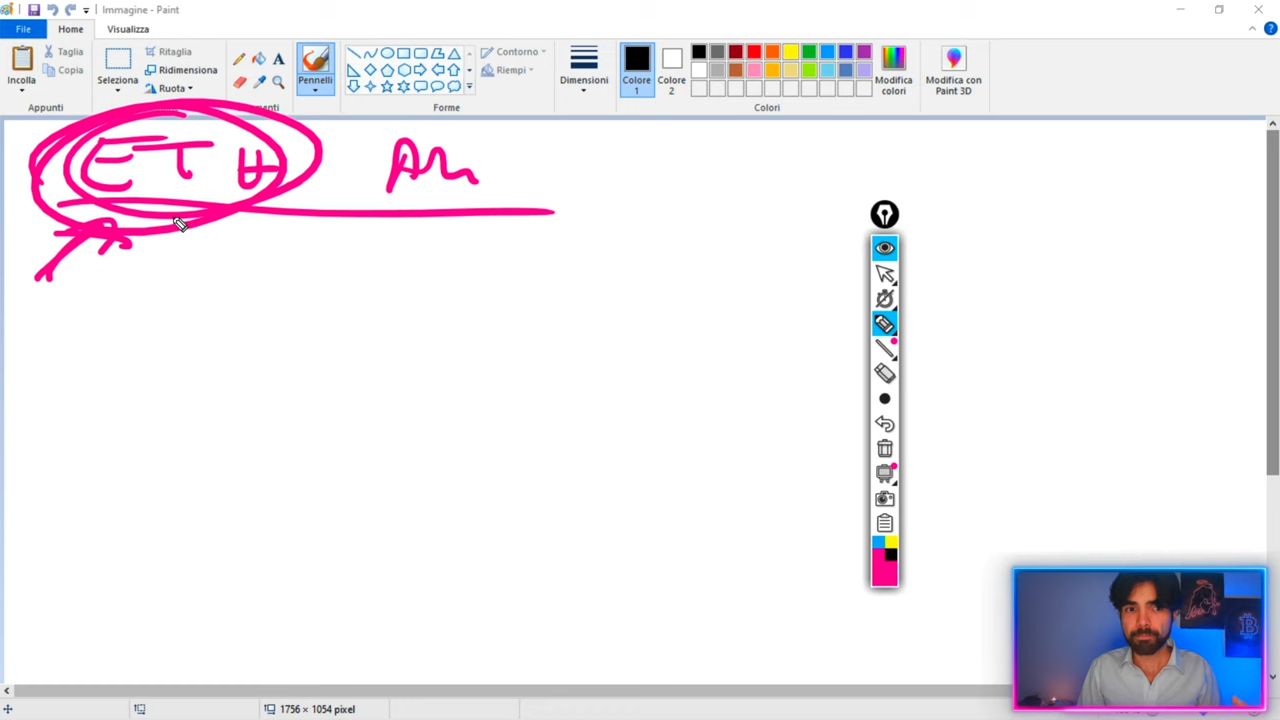 Immagine - Paint
File Home Visualizza
Incolla
Taglia
Copia
Appunti
Seleziona
Ritaglia
Ridimensiona
Ruota
Pennelli
Contorno
Riempi
Forme
Dimensioni
Colore 1
Colore 2
Modifica colori
Modifica con Paint 3D
Colori
ETH
1756 × 1054 pixel